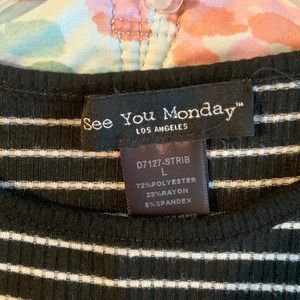 See You Monday™
LOS ANGELES
D7127-STRIB
L
72%POLYESTER
23%RAYON
5%SPANDEX